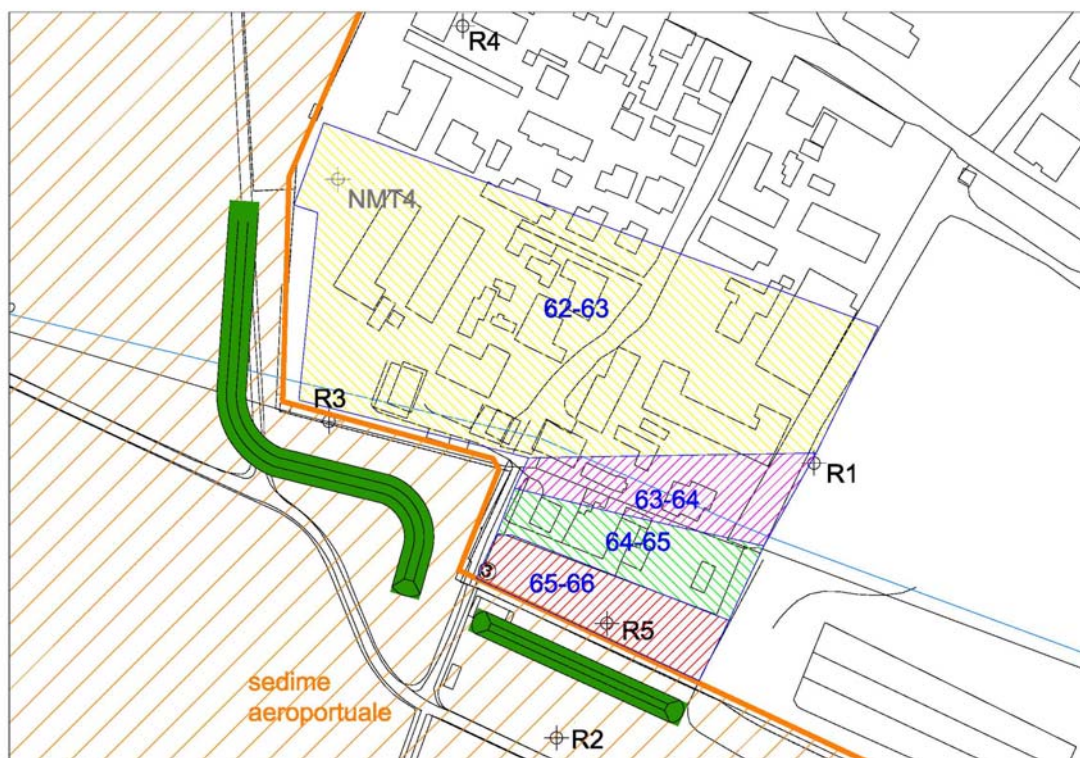 R4
NMT4
62-63
R3
R1
63-64
64-65
65-66
3
R5
sedime
aeroportuale
R2